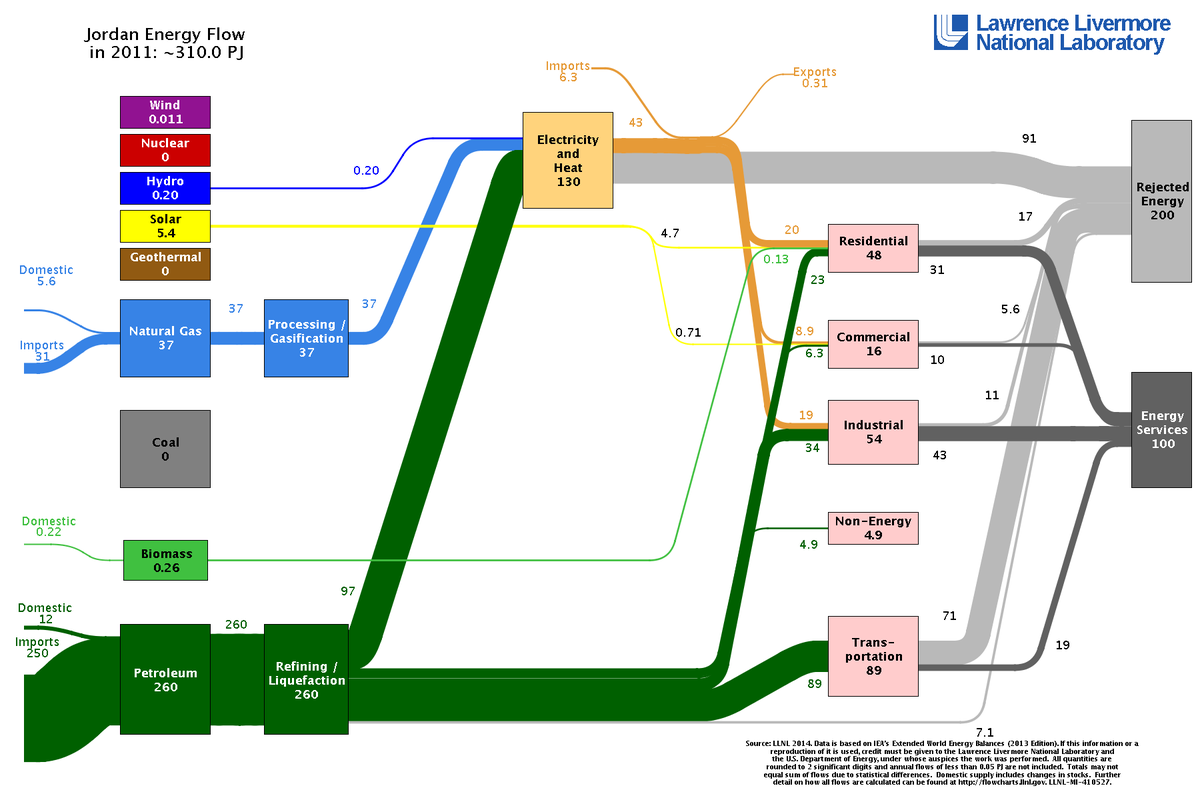 Jordan Energy Flow
in 2011: ~310.0 PJ
Lawrence Livermore
National Laboratory
Imports
6.3
Exports
0.31
Wind
0.011
Nuclear
0
Hydro
0.20
Solar
5.4
Geothermal
0
Domestic
5.6
Imports
31
Natural Gas
37
37
Processing /
Gasification
37
37
0.20
Coal
0
Domestic
0.22
Biomass
0.26
Domestic
12
Imports
250
Petroleum
260
260
Refining /
Liquefaction
260
97
Electricity
and
Heat
130
43
91
4.7
0.71
20
0.13
23
Residential
48
17
31
8.9
6.3
Commercial
16
5.6
10
19
34
Industrial
54
11
43
4.9
Non-Energy
4.9
89
Trans-
portation
89
71
19
7.1
Rejected
Energy
200
Energy
Services
100
Source: LLNL 2014. Data is based on IEA's Extended World Energy Balances (2013 Edition). If this information or a
reproduction of it is used, credit must be given to the Lawrence Livermore National Laboratory and
the U.S. Department of Energy, under whose auspices the work was performed. All quantities are
rounded to 2 significant digits and annual flows of less than 0.05 PJ are not included. Totals may not
equal sum of flows due to statistical differences. Domestic supply includes changes in stocks. Further
detail on how all flows are calculated can be found at http://flowcharts.llnl.gov. LLNL-MI-410527.